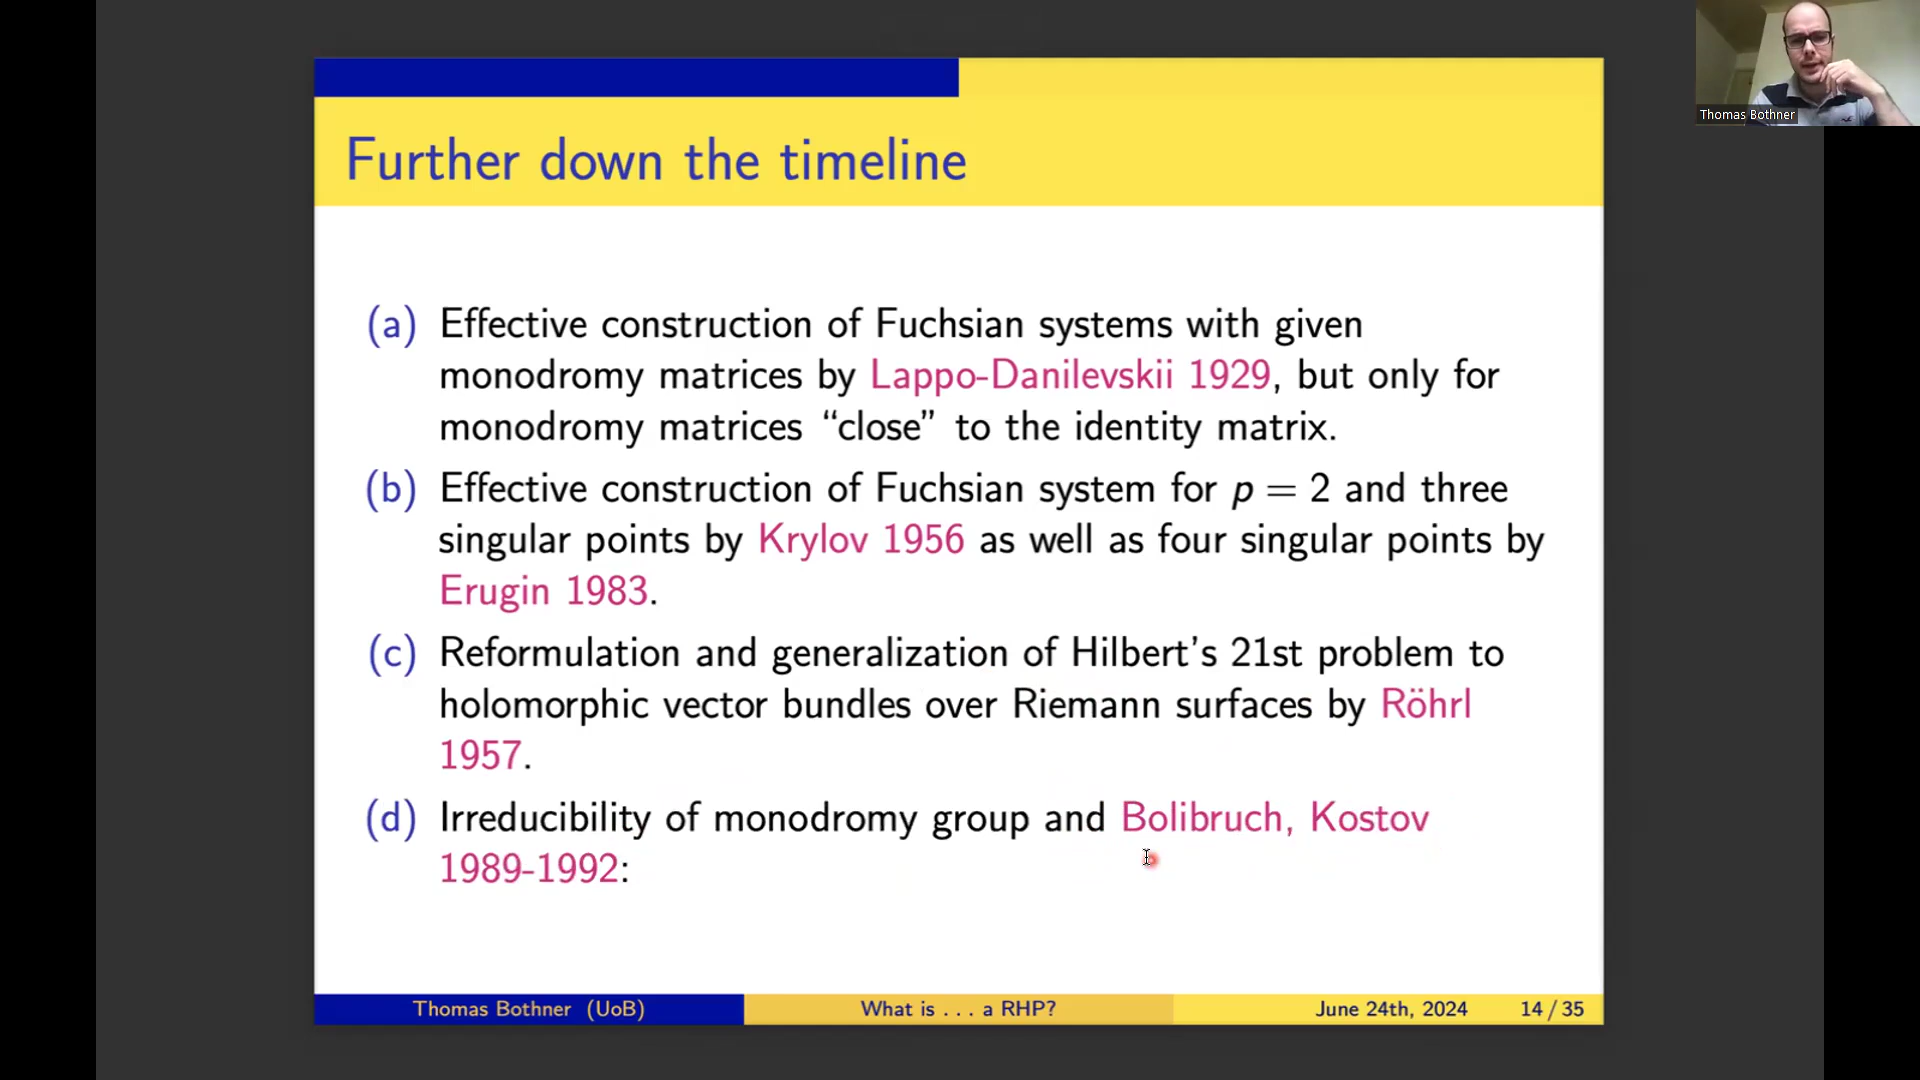 Thomas Bothner
Further down the timeline
(a) Effective construction of Fuchsian systems with given
monodromy matrices by Lappo-Danilevskii 1929, but only for
monodromy matrices “close” to the identity matrix.
(b) Effective construction of Fuchsian system for p = 2 and three
singular points by Krylov 1956 as well as four singular points by
Erugin 1983.
(c) Reformulation and generalization of Hilbert’s 21st problem to
holomorphic vector bundles over Riemann surfaces by Röhrl
1957.
(d) Irreducibility of monodromy group and Bolibruch, Kostov
1989-1992:
Thomas Bothner (UoB) What is . . . a RHP? June 24th, 2024 14 / 35